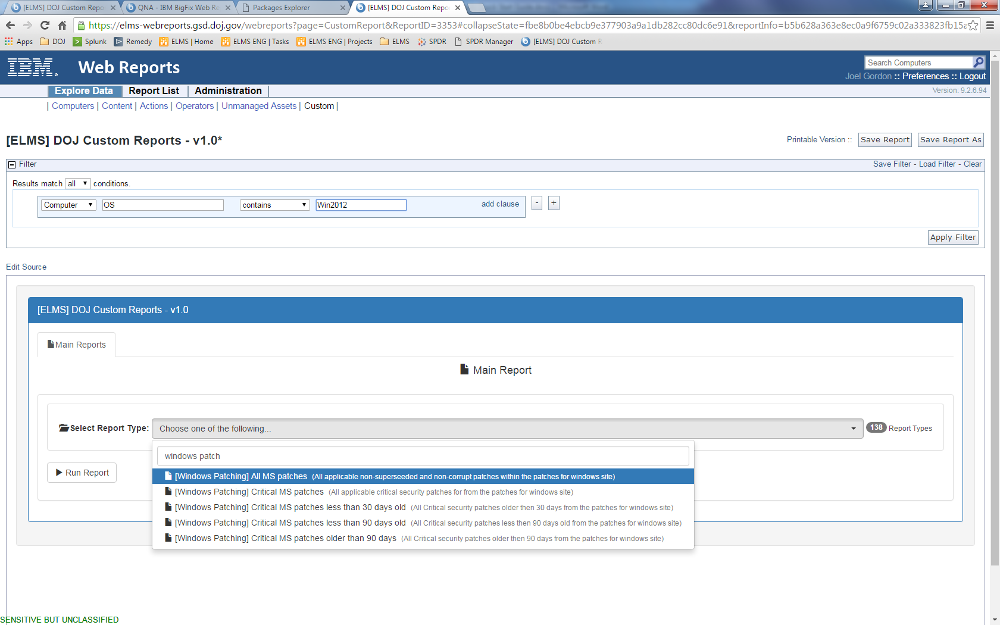 [ELMS] DOJ Custom Repo
QNA - IBM BigFix Web Re
Packages Explorer
[ELMS] DOJ Custom Repo
https://elms-webreports.gsd.doj.gov/webreports?page=CustomReport&ReportID=3353#collapseState=fbe8b0be4ebcb9e377903a9a1db282cc80dc6e91&reportInfo=b5b628a363e8ec0a9f6759c02a333823fb15a
Apps DOJ Splunk Remedy ELMS | Home ELMS ENG | Tasks ELMS ENG | Projects ELMS SPDR SPDR Manager [ELMS] DOJ Custom R
IBM Web Reports
Search Computers
Joel Gordon :: Preferences :: Logout
Explore Data Report List Administration
Version: 9.2.6.94
| Computers | Content | Actions | Operators | Unmanaged Assets | Custom |
[ELMS] DOJ Custom Reports - v1.0*
Printable Version :: Save Report Save Report As
Filter
Save Filter - Load Filter - Clear
Results match all conditions.
Computer OS contains Win2012 add clause - +
Apply Filter
Edit Source
[ELMS] DOJ Custom Reports - v1.0
Main Reports
Main Report
Select Report Type: Choose one of the following... 138 Report Types
windows patch
[Windows Patching] All MS patches (All applicable non-superseeded and non-corrupt patches within the patches for windows site)
[Windows Patching] Critical MS patches (All applicable critical security patches for from the patches for windows site)
[Windows Patching] Critical MS patches less than 30 days old (All Critical security patches older then 30 days from the patches for windows site)
[Windows Patching] Critical MS patches less than 90 days old (All Critical security patches less then 90 days old from the patches for windows site)
[Windows Patching] Critical MS patches older than 90 days (All Critical security patches older then 90 days from the patches for windows site)
Run Report
SENSITIVE BUT UNCLASSIFIED